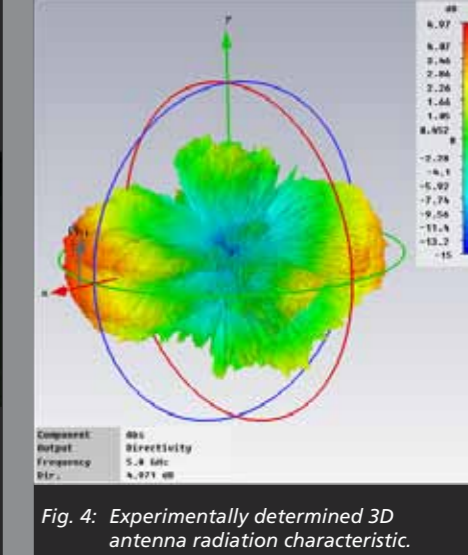 y
dB
4.97
4.07
3.46
2.86
2.26
1.66
1.05
0.452
0
-2.28
-4.1
-5.92
-7.74
-9.56
-11.4
-13.2
-15
x
Component Abs
Output Directivity
Frequency 5.8 GHz
Dir. 4.971 dB
Fig. 4: Experimentally determined 3D
antenna radiation characteristic.